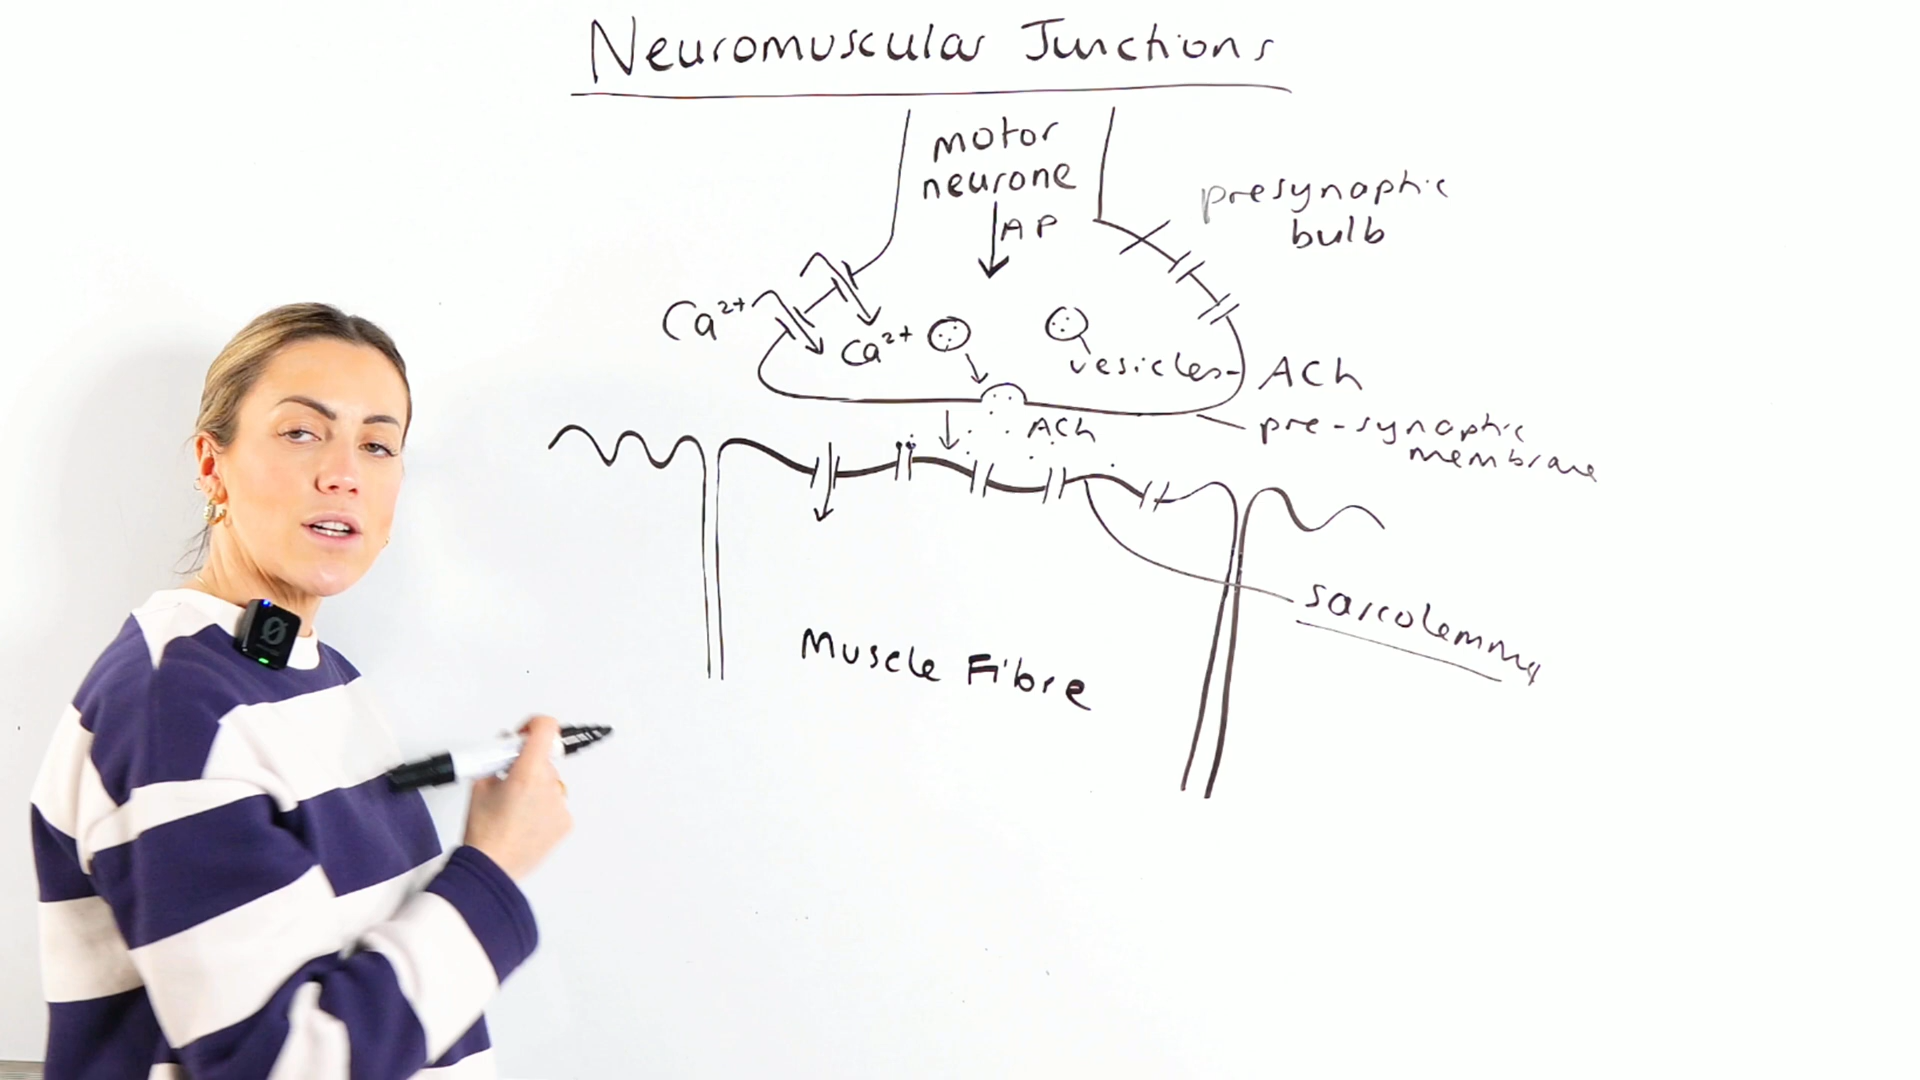 Neuromuscular Junctions
motor
neurone
AP
presynaptic
bulb
Ca²⁺
Ca²⁺
vesicles
ACh
ACh
pre-synaptic
membrane
sarcolemma
Muscle Fibre